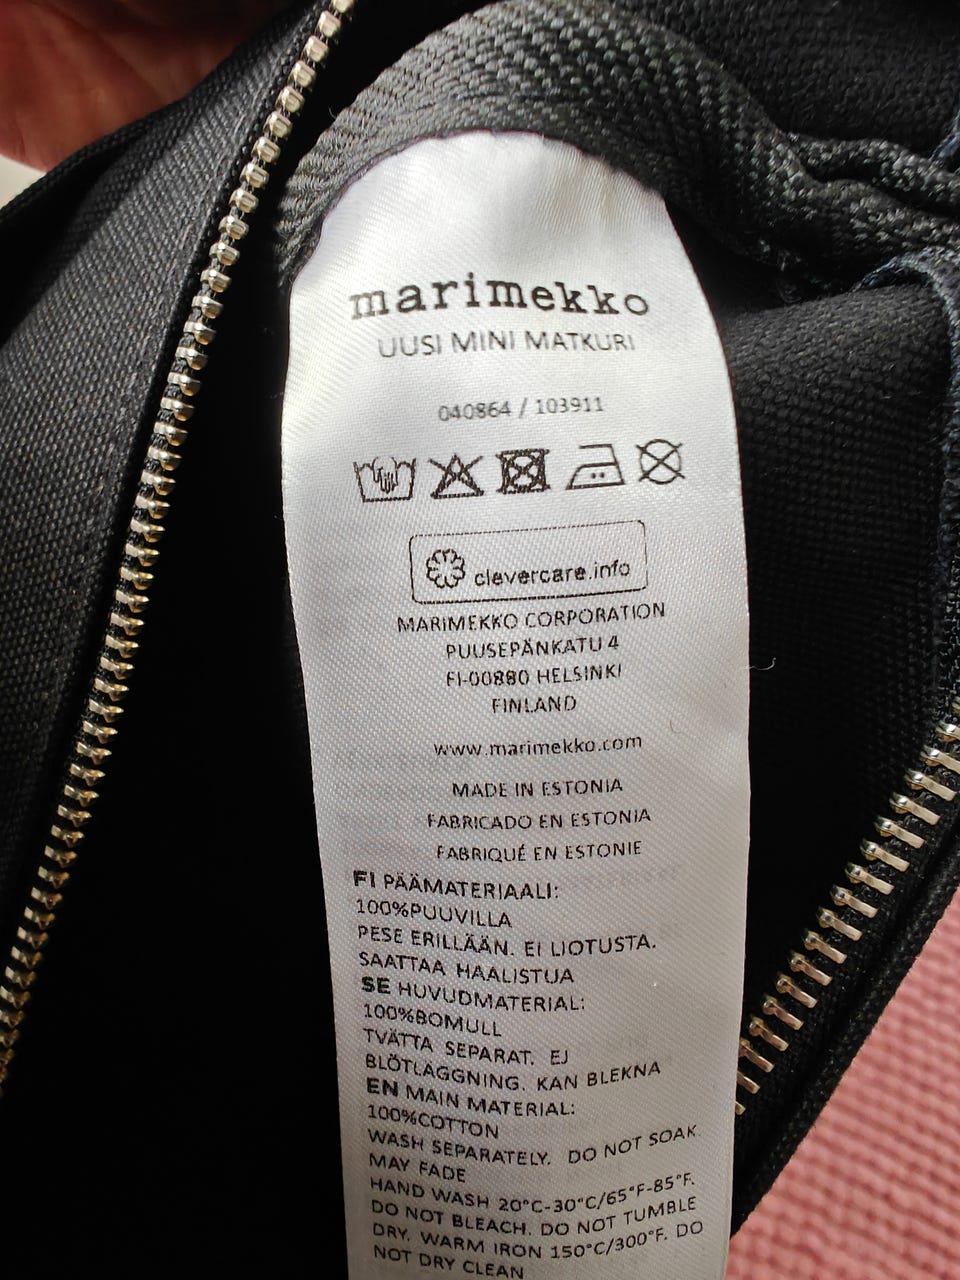 marimekko
UUSI MINI MATKURI
040864 / 103911
clevercare.info
MARIMEKKO CORPORATION
PUUSEPÄNKATU 4
FI-00880 HELSINKI
FINLAND
www.marimekko.com
MADE IN ESTONIA
FABRICADO EN ESTONIA
FABRIQUÉ EN ESTONIE
FI PÄÄMATERIAALI:
100%PUUVILLA
PESE ERILLÄÄN. EI LIOTUSTA.
SAATTAA HAALISTUA
SE HUVUDMATERIAL:
100%BOMULL
TVÄTTA SEPARAT. EJ
BLÖTLÄGGNING. KAN BLEKNA
EN MAIN MATERIAL:
100%COTTON
WASH SEPARATELY. DO NOT SOAK.
MAY FADE
HAND WASH 20°C-30°C/65°F-85°F.
DO NOT BLEACH. DO NOT TUMBLE
DRY. WARM IRON 150°C/300°F. DO
NOT DRY CLEAN